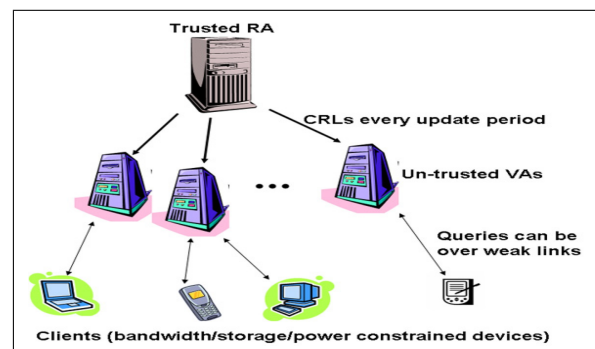 Trusted RA
CRLs every update period
Un-trusted VAs
Queries can be
over weak links
Clients (bandwidth/storage/power constrained devices)